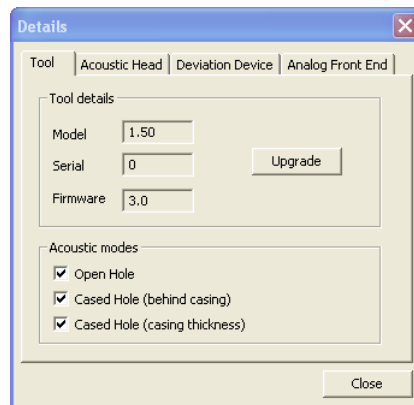 Details
Tool Acoustic Head Deviation Device Analog Front End
Tool details
Model 1.50
Serial 0 Upgrade
Firmware 3.0
Acoustic modes
Open Hole
Cased Hole (behind casing)
Cased Hole (casing thickness)
Close